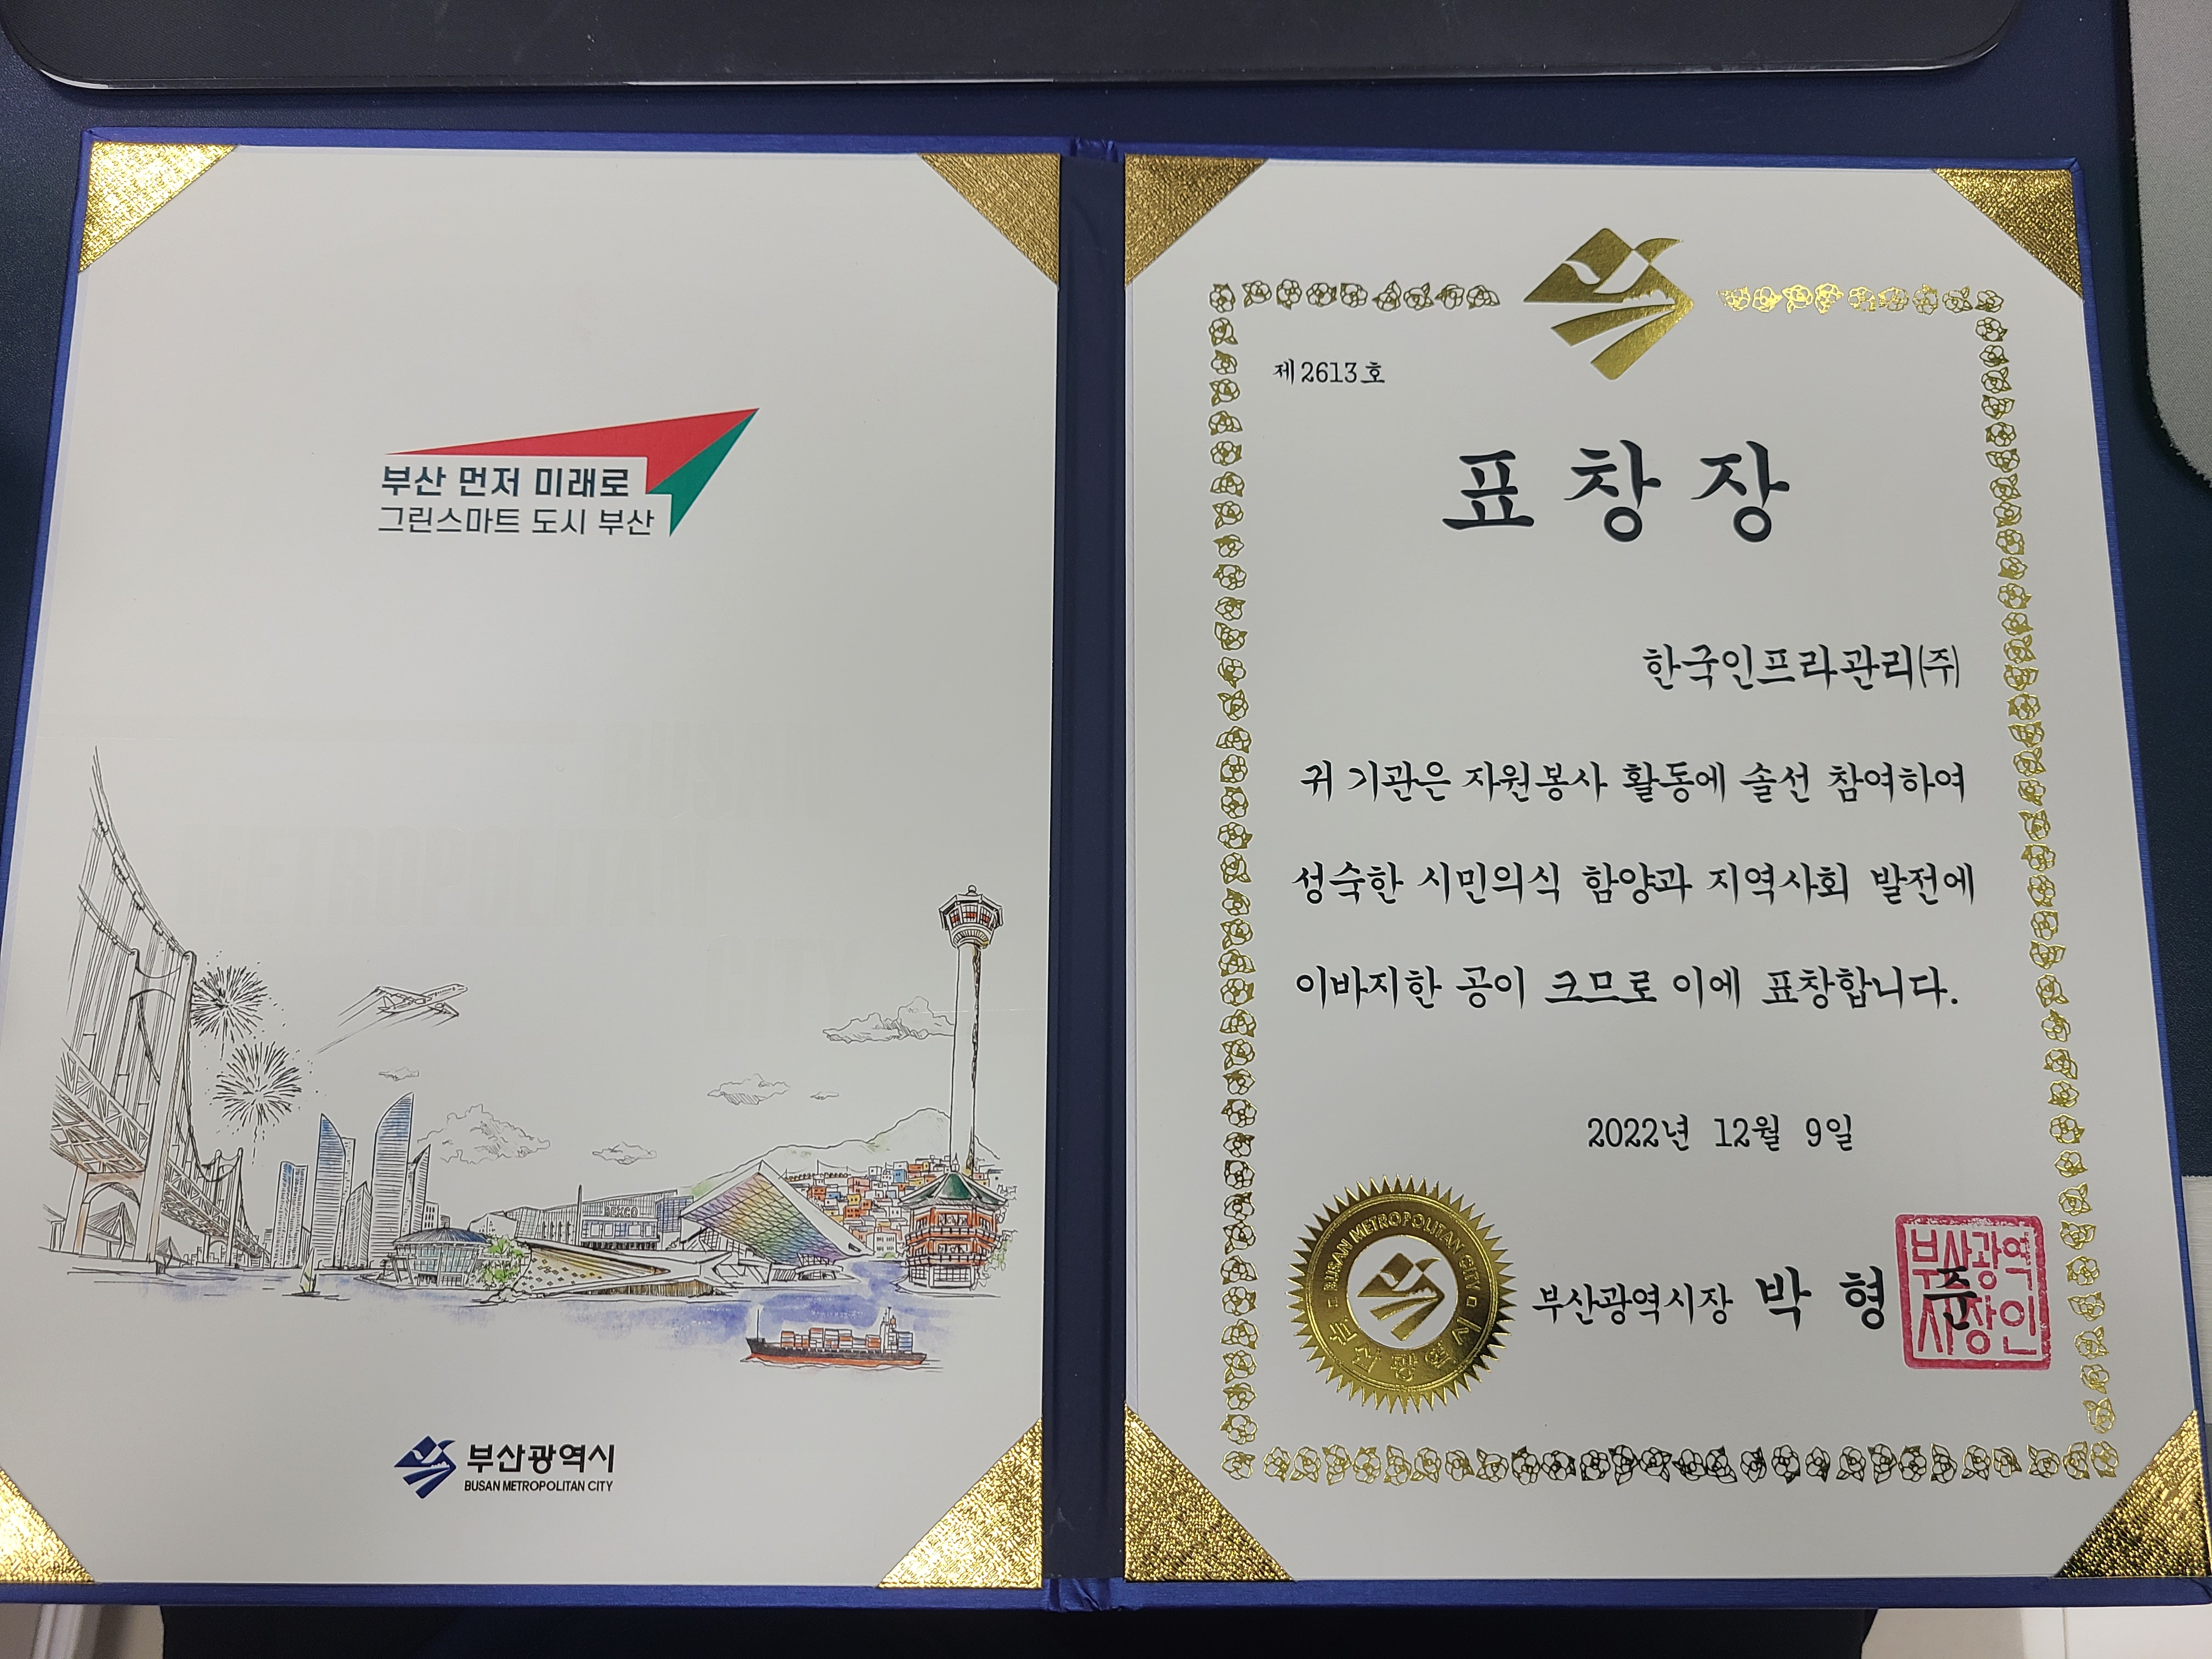 부산 먼저 미래로
그린스마트 도시 부산
BEXCO
부산광역시
BUSAN METROPOLITAN CITY
제2613호
표창장
한국인프라관리(주)
귀 기관은 자원봉사 활동에 솔선 참여하여
성숙한 시민의식 함양과 지역사회 발전에
이바지한 공이 크므로 이에 표창합니다.
2022년 12월 9일
BUSAN METROPOLITAN CITY
부산광역시
부산광역시장 박형준
부산광역
시장인